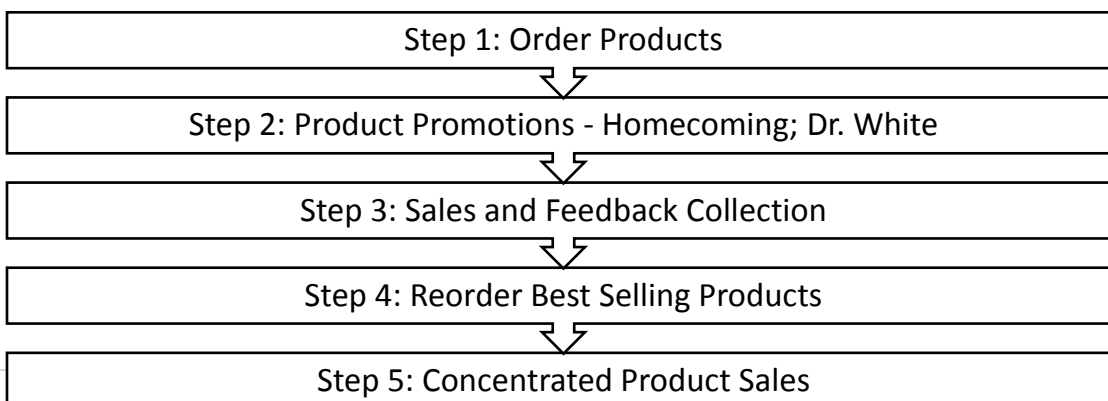 Step 1: Order Products
Step 2: Product Promotions - Homecoming; Dr. White
Step 3: Sales and Feedback Collection
Step 4: Reorder Best Selling Products
Step 5: Concentrated Product Sales